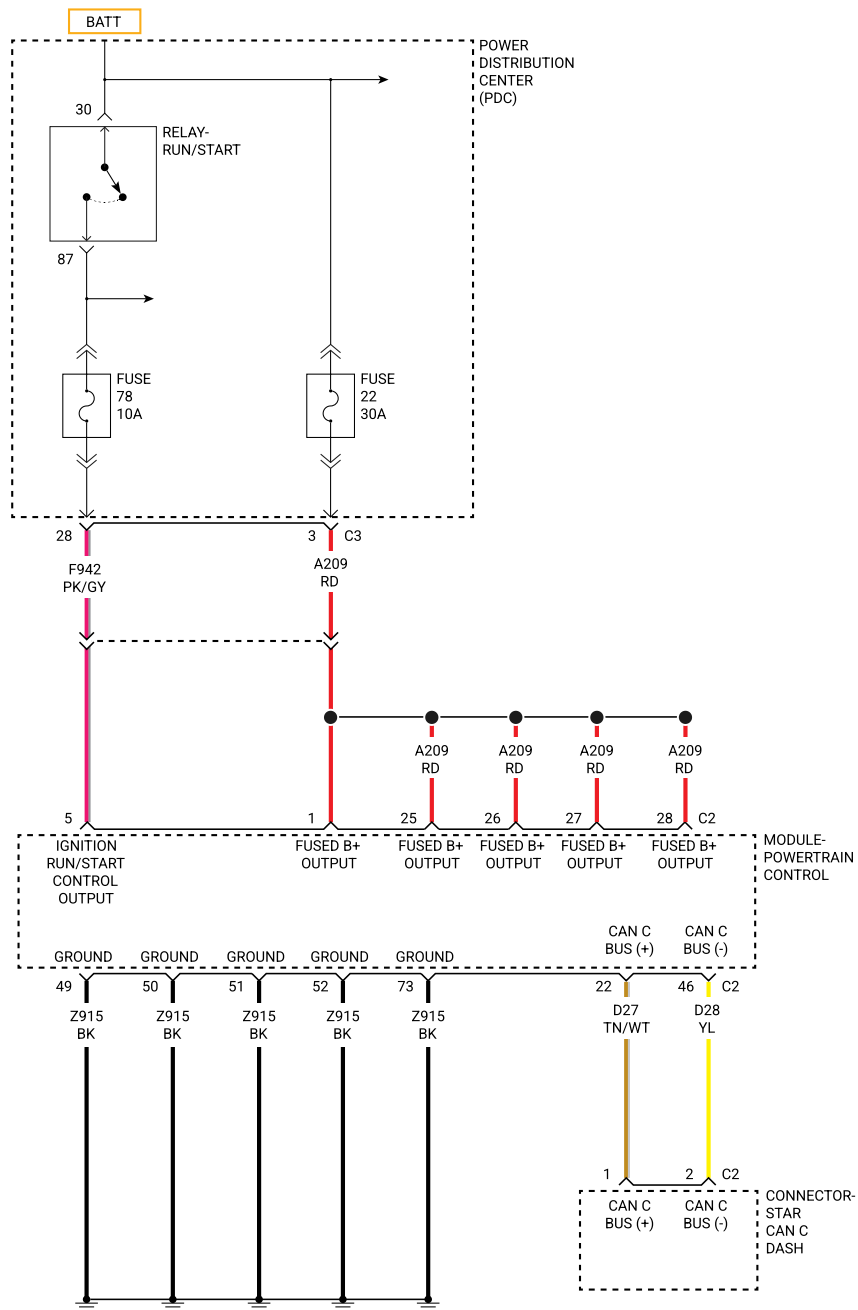 BATT
POWER
DISTRIBUTION
CENTER
(PDC)
30
RELAY-
RUN/START
87
FUSE
78
10A
FUSE
22
30A
28
3
C3
F942
PK/GY
A209
RD
A209
RD
A209
RD
A209
RD
A209
RD
5
1
25
26
27
28
C2
IGNITION
RUN/START
CONTROL
OUTPUT
FUSED B+
OUTPUT
FUSED B+
OUTPUT
FUSED B+
OUTPUT
FUSED B+
OUTPUT
FUSED B+
OUTPUT
MODULE-
POWERTRAIN
CONTROL
GROUND
GROUND
GROUND
GROUND
GROUND
CAN C
BUS (+)
CAN C
BUS (-)
49
50
51
52
73
22
46
C2
Z915
BK
Z915
BK
Z915
BK
Z915
BK
Z915
BK
D27
TN/WT
D28
YL
1
2
C2
CAN C
BUS (+)
CAN C
BUS (-)
CONNECTOR-
STAR
CAN C
DASH